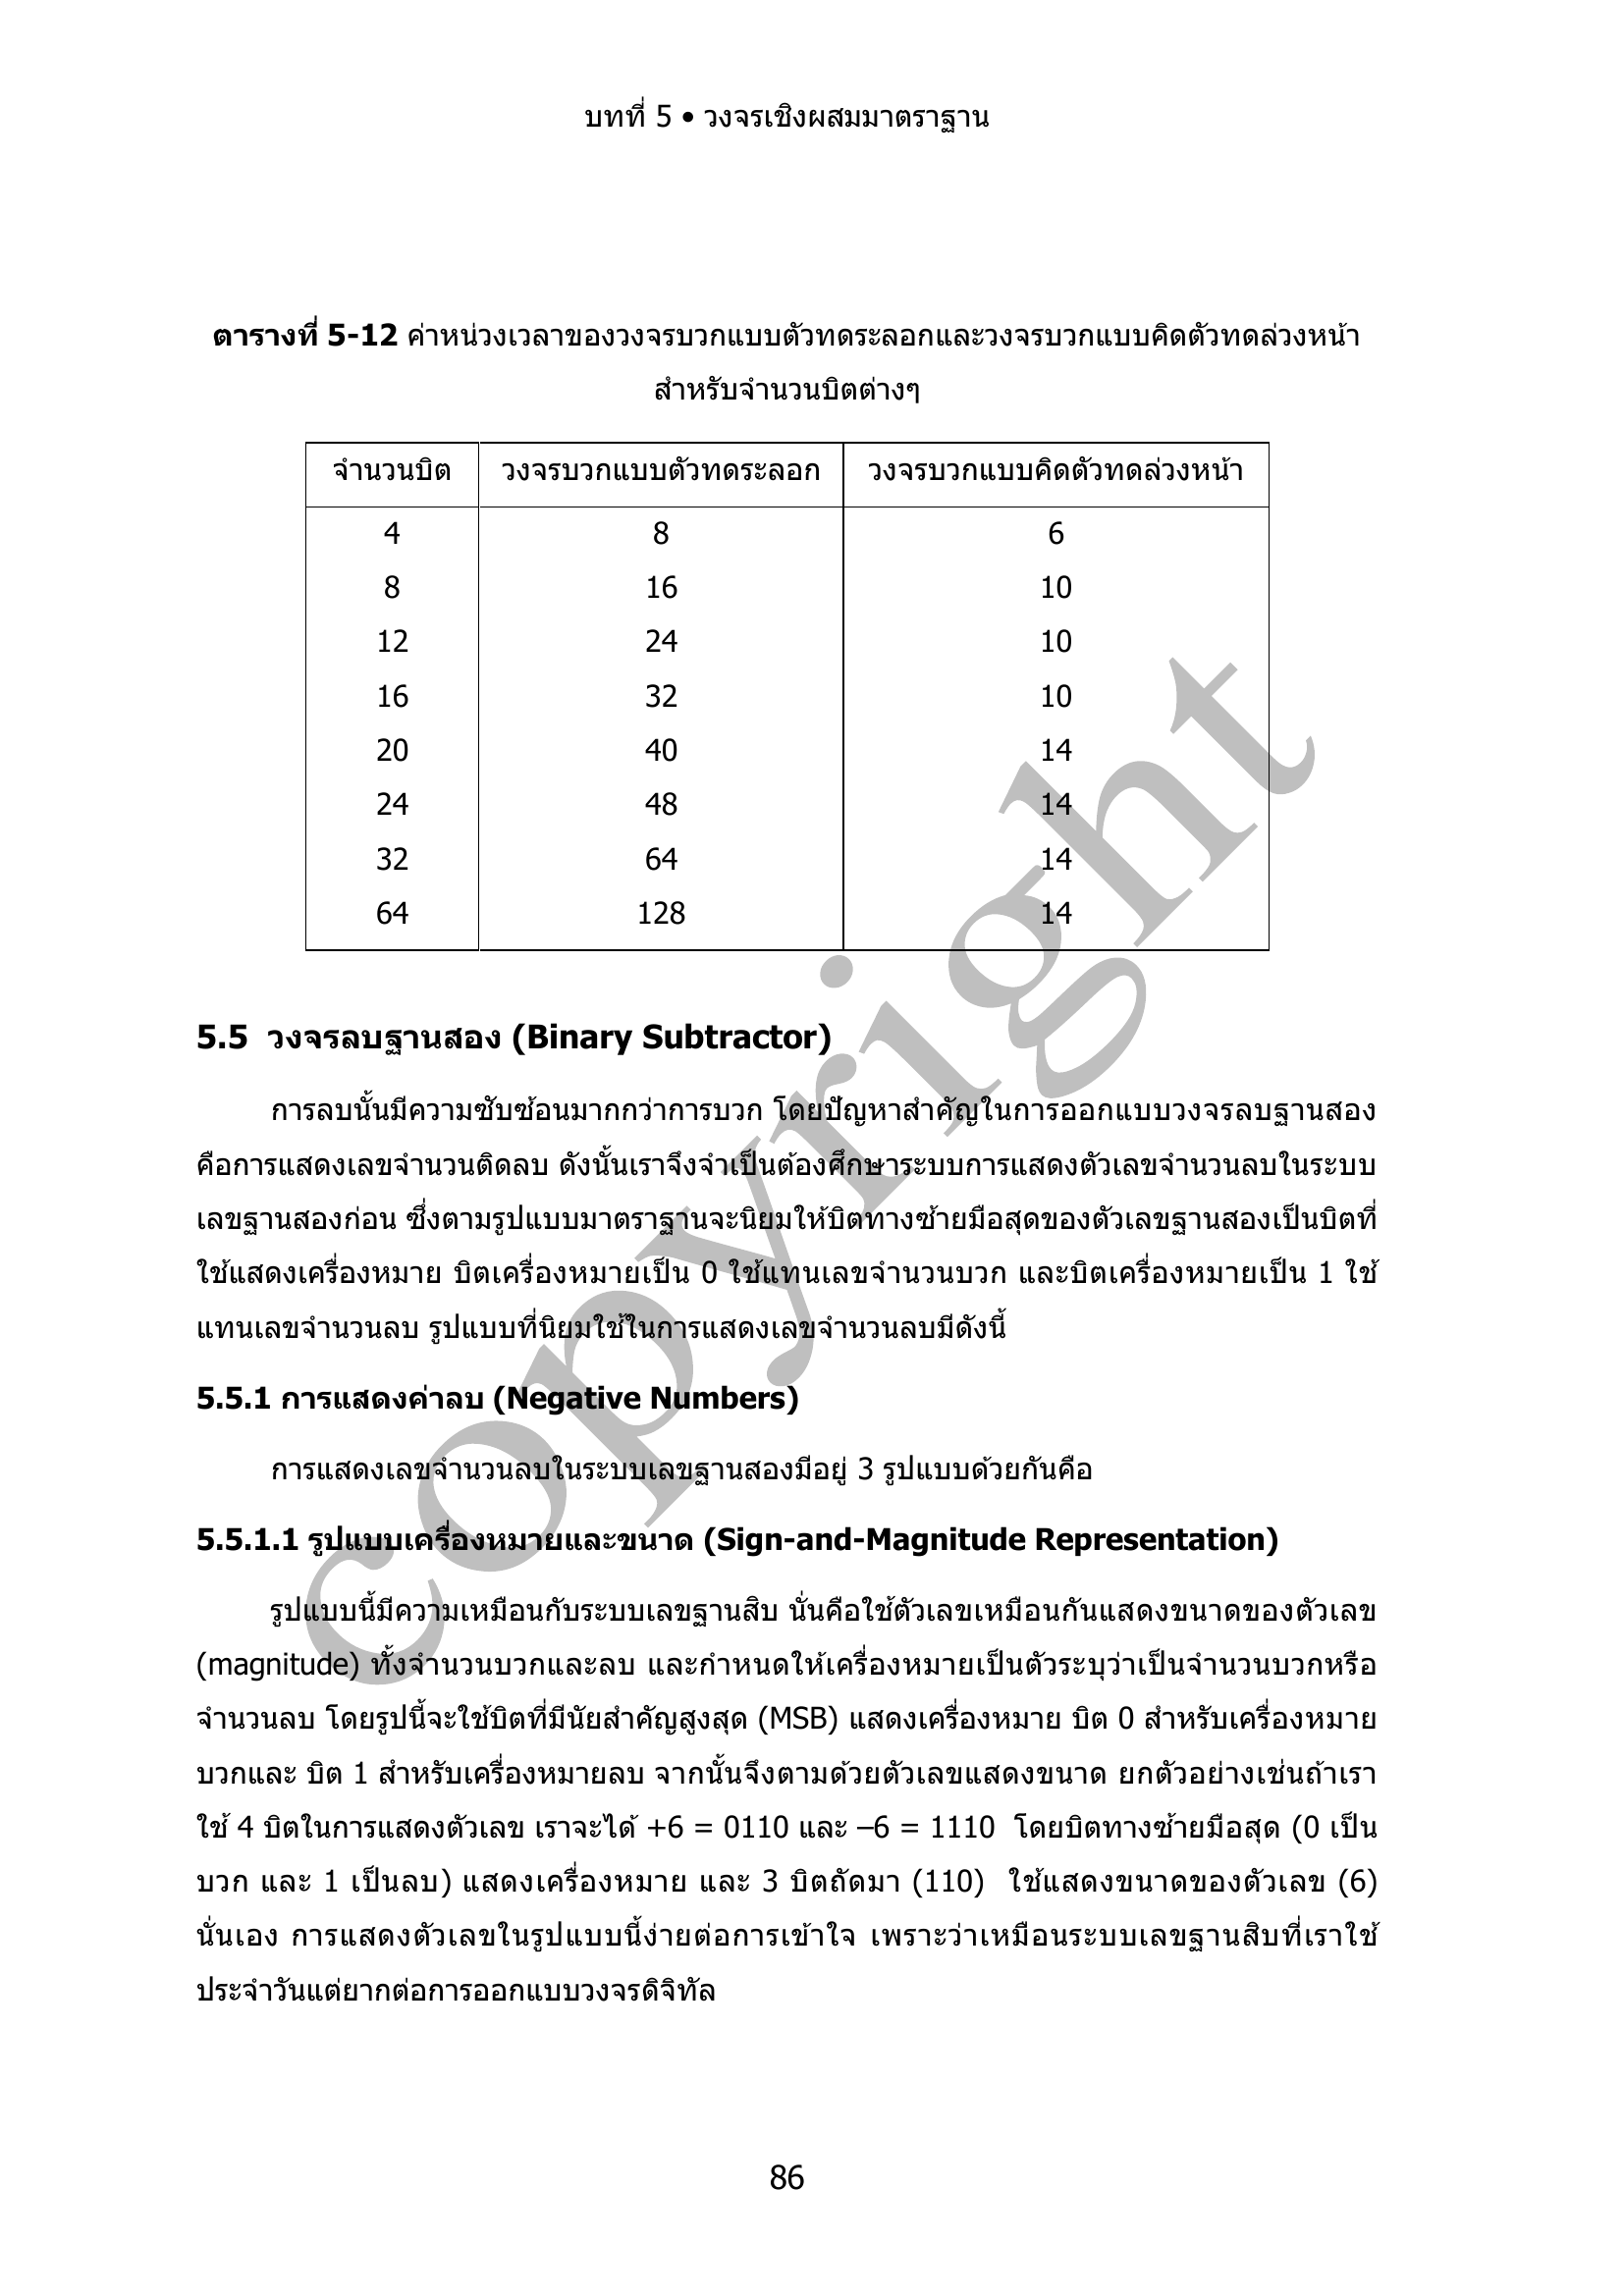 บทที่ 5 • วงจรเชิงผสมมาตราฐาน
ตารางที่ 5-12 ค่าหน่วงเวลาของวงจรบวกแบบตัวทดระลอกและวงจรบวกแบบคิดตัวทดล่วงหน้า
สำหรับจำนวนบิตต่างๆ
จำนวนบิต วงจรบวกแบบตัวทดระลอก วงจรบวกแบบคิดตัวทดล่วงหน้า
4 8 6
8 16 10
12 24 10
16 32 10
20 40 14
24 48 14
32 64 14
64 128 14
5.5 วงจรลบฐานสอง (Binary Subtractor)
การลบนั้นมีความซับซ้อนมากกว่าการบวก โดยปัญหาสำคัญในการออกแบบวงจรลบฐานสอง
คือการแสดงเลขจำนวนติดลบ ดังนั้นเราจึงจำเป็นต้องศึกษาระบบการแสดงตัวเลขจำนวนลบในระบบ
เลขฐานสองก่อน ซึ่งตามรูปแบบมาตราฐานจะนิยมให้บิตทางซ้ายมือสุดของตัวเลขฐานสองเป็นบิตที่
ใช้แสดงเครื่องหมาย บิตเครื่องหมายเป็น 0 ใช้แทนเลขจำนวนบวก และบิตเครื่องหมายเป็น 1 ใช้
แทนเลขจำนวนลบ รูปแบบที่นิยมใช้ในการแสดงเลขจำนวนลบมีดังนี้
5.5.1 การแสดงค่าลบ (Negative Numbers)
การแสดงเลขจำนวนลบในระบบเลขฐานสองมีอยู่ 3 รูปแบบด้วยกันคือ
5.5.1.1 รูปแบบเครื่องหมายและขนาด (Sign-and-Magnitude Representation)
รูปแบบนี้มีความเหมือนกับระบบเลขฐานสิบ นั่นคือใช้ตัวเลขเหมือนกันแสดงขนาดของตัวเลข
(magnitude) ทั้งจำนวนบวกและลบ และกำหนดให้เครื่องหมายเป็นตัวระบุว่าเป็นจำนวนบวกหรือ
จำนวนลบ โดยรูปนี้จะใช้บิตที่มีนัยสำคัญสูงสุด (MSB) แสดงเครื่องหมาย บิต 0 สำหรับเครื่องหมาย
บวกและ บิต 1 สำหรับเครื่องหมายลบ จากนั้นจึงตามด้วยตัวเลขแสดงขนาด ยกตัวอย่างเช่นถ้าเรา
ใช้ 4 บิตในการแสดงตัวเลข เราจะได้ +6 = 0110 และ –6 = 1110 โดยบิตทางซ้ายมือสุด (0 เป็น
บวก และ 1 เป็นลบ) แสดงเครื่องหมาย และ 3 บิตถัดมา (110) ใช้แสดงขนาดของตัวเลข (6)
นั่นเอง การแสดงตัวเลขในรูปแบบนี้ง่ายต่อการเข้าใจ เพราะว่าเหมือนระบบเลขฐานสิบที่เราใช้
ประจำวันแต่ยากต่อการออกแบบวงจรดิจิทัล
86
copyright